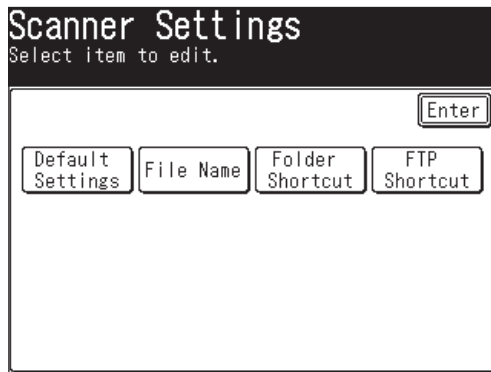 Scanner Settings
Select item to edit.
Enter
Default Settings
File Name
Folder Shortcut
FTP Shortcut